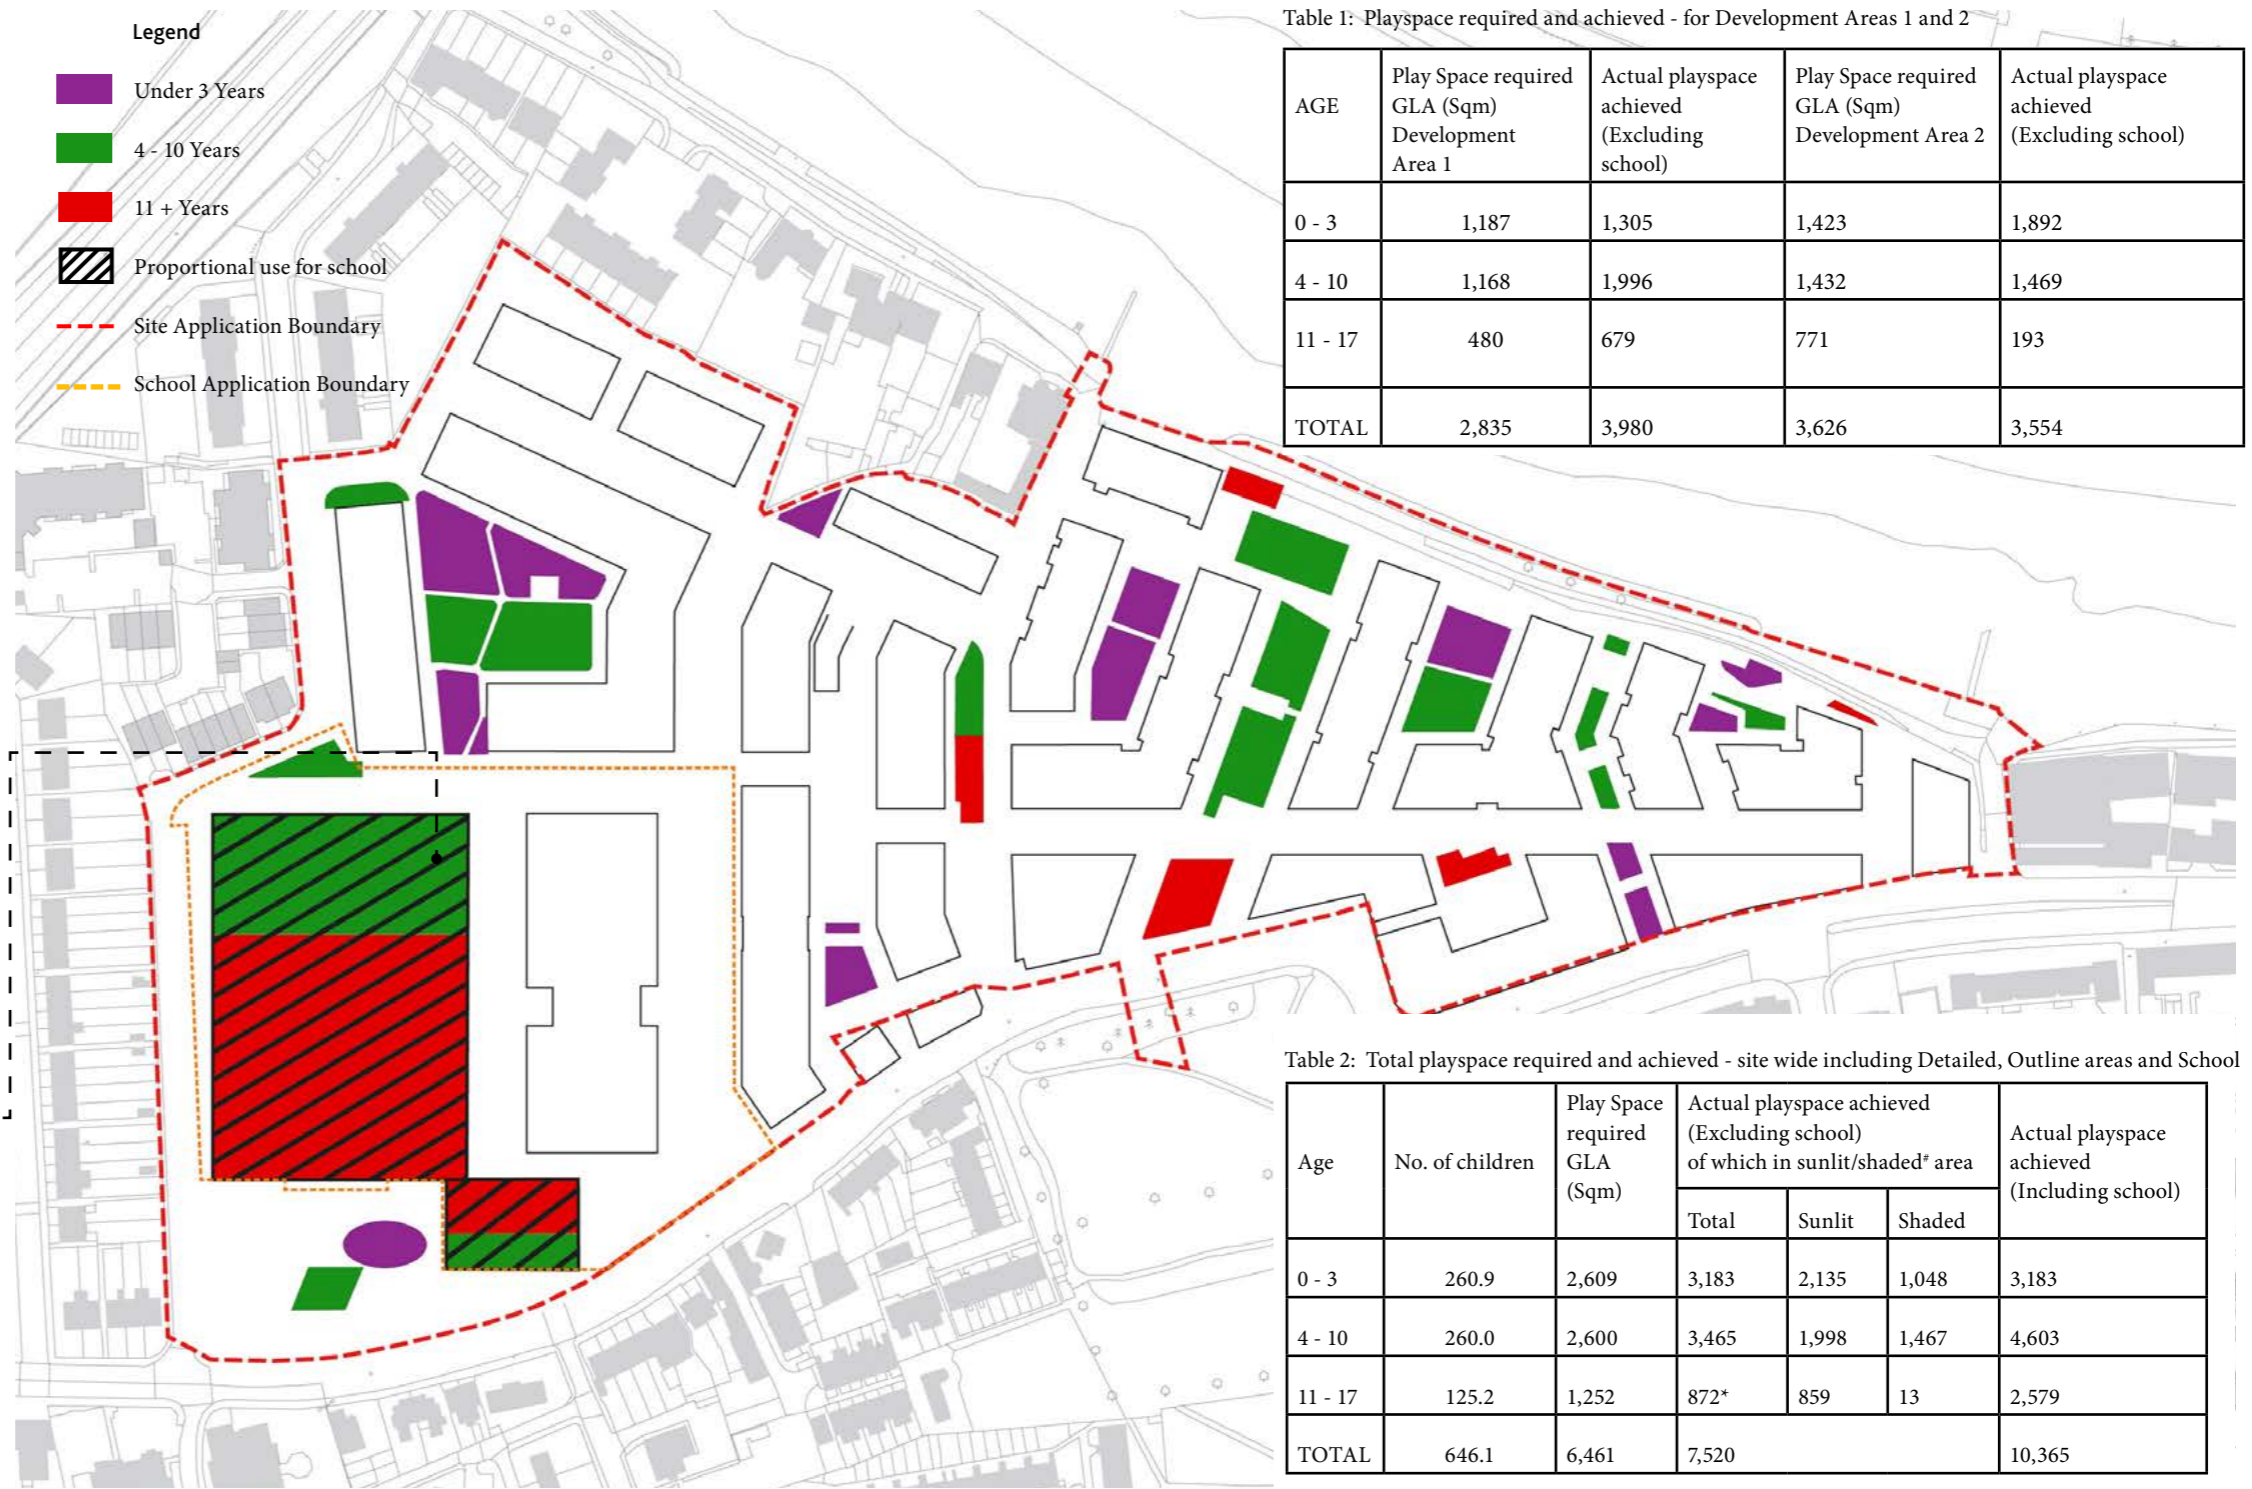 Legend
Under 3 Years
4 - 10 Years
11 + Years
Proportional use for school
Site Application Boundary
School Application Boundary
Table 1:  Playspace required and achieved - for Development Areas 1 and 2
AGE
Play Space required
GLA (Sqm)
Development
Area 1
Actual playspace
achieved
(Excluding
school)
Play Space required
GLA (Sqm)
Development Area 2
Actual playspace
achieved
(Excluding school)
0 - 3 1,187 1,305 1,423 1,892
4 - 10 1,168 1,996 1,432 1,469
11 - 17 480 679 771 193
TOTAL 2,835 3,980 3,626 3,554
Table 2:  Total playspace required and achieved - site wide including Detailed, Outline areas and School
Age
No. of children
Play Space
required
GLA
(Sqm)
Actual playspace achieved
(Excluding school)
of which in sunlit/shaded# area
Total Sunlit Shaded
Actual playspace
achieved
(Including school)
0 - 3 260.9 2,609 3,183 2,135 1,048 3,183
4 - 10 260.0 2,600 3,465 1,998 1,467 4,603
11 - 17 125.2 1,252 872* 859 13 2,579
TOTAL 646.1 6,461 7,520 10,365